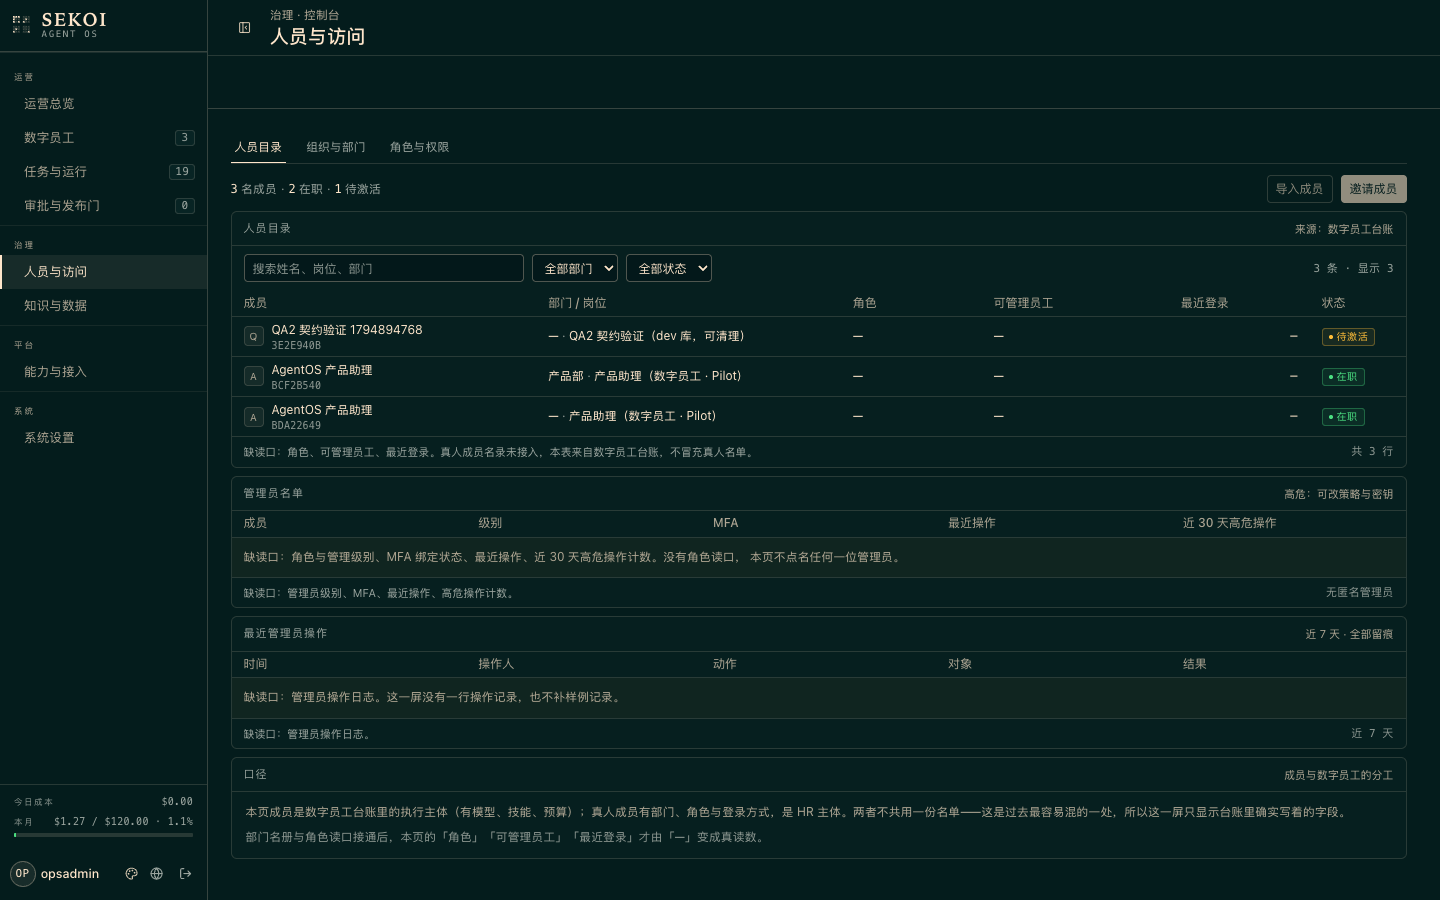 SEKOI
AGENT OS
运营
运营总览
数字员工 3
任务与运行 19
审批与发布门 0
治理
人员与访问
知识与数据
平台
能力与接入
系统
系统设置
今日成本 $0.00
本月 $1.27 / $120.00 · 1.1%
OP opsadmin
治理 · 控制台
人员与访问
人员目录 组织与部门 角色与权限
3 名成员 · 2 在职 · 1 待激活
导入成员 邀请成员
人员目录 来源：数字员工台账
搜索姓名、岗位、部门 全部部门 全部状态 3 条 · 显示 3
成员 部门 / 岗位 角色 可管理员工 最近登录 状态
Q QA2 契约验证 1794894768 — · QA2 契约验证（dev 库，可清理） — — — 待激活
3E2E940B
A AgentOS 产品助理 产品部 · 产品助理（数字员工 · Pilot） — — — 在职
BCF2B540
A AgentOS 产品助理 — · 产品助理（数字员工 · Pilot） — — — 在职
BDA22649
缺读口：角色、可管理员工、最近登录。真人成员名录未接入，本表来自数字员工台账，不冒充真人名单。 共 3 行
管理员名单 高危：可改策略与密钥
成员 级别 MFA 最近操作 近 30 天高危操作
缺读口：角色与管理级别、MFA 绑定状态、最近操作、近 30 天高危操作计数。没有角色读口， 本页不点名任何一位管理员。
缺读口：管理员级别、MFA、最近操作、高危操作计数。 无匿名管理员
最近管理员操作 近 7 天 · 全部留痕
时间 操作人 动作 对象 结果
缺读口：管理员操作日志。这一屏没有一行操作记录，也不补样例记录。
缺读口：管理员操作日志。 近 7 天
口径 成员与数字员工的分工
本页成员是数字员工台账里的执行主体（有模型、技能、预算）；真人成员有部门、角色与登录方式，是 HR 主体。两者不共用一份名单——这是过去最容易混的一处，所以这一屏只显示台账里确实写着的字段。
部门名册与角色读口接通后，本页的「角色」「可管理员工」「最近登录」才由「—」变成真读数。